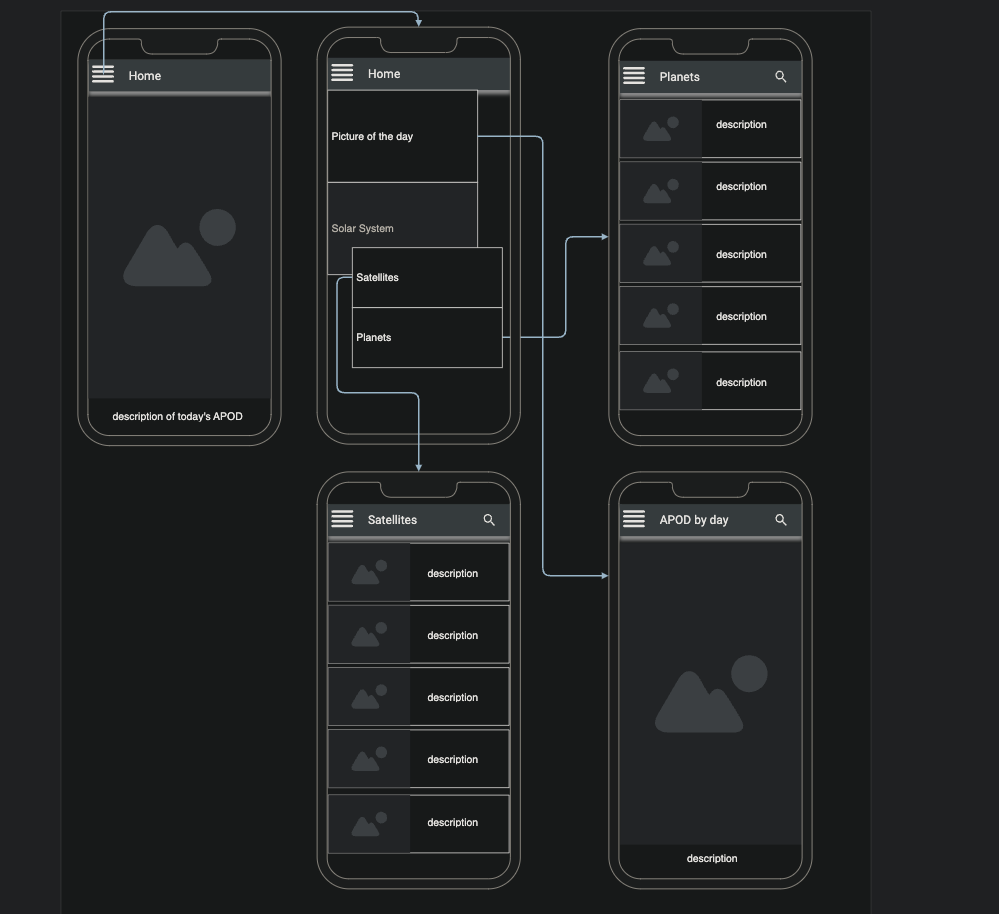 Home
description of today's APOD
Home
Picture of the day
Solar System
Satellites
Planets
Planets
description
description
description
description
description
Satellites
description
description
description
description
description
APOD by day
description